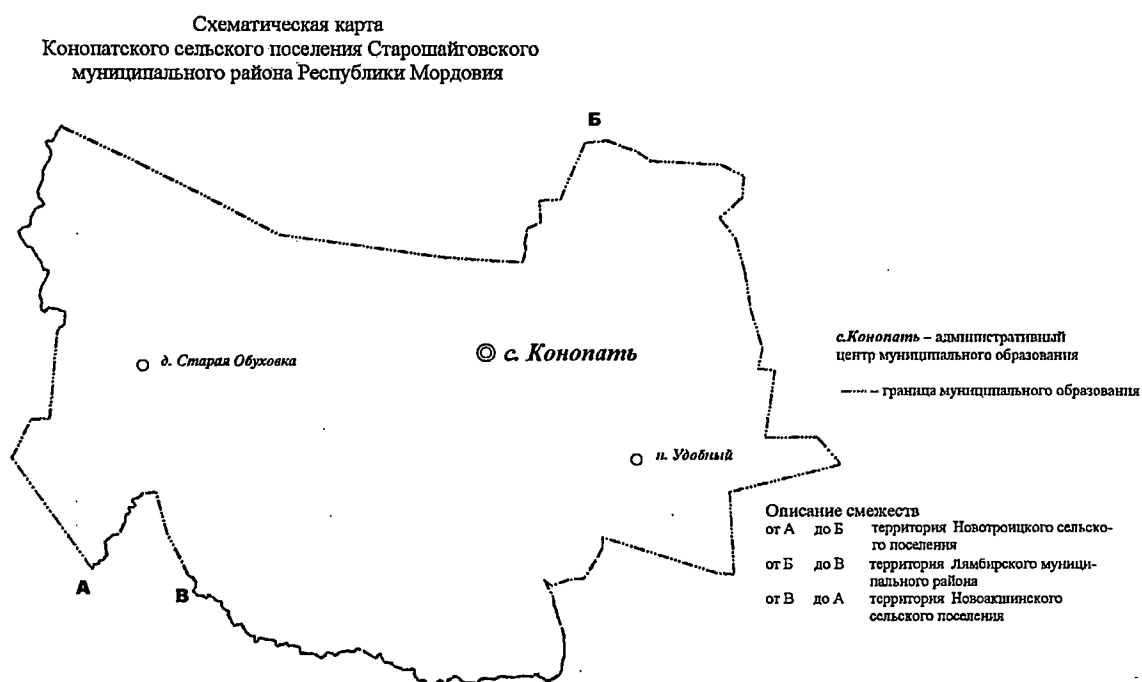 Схематическая карта
Конопатского сельского поселения Старошайговского
муниципального района Республики Мордовия
Б
д. Старая Обуховка
с. Конопать
с.Конопать – административный
центр муниципального образования
граница муниципального образования
п. Удобный
А
В
Описание смежеств
от А до Б территория Новотроицкого сельско-
го поселения
от Б до В территория Лямбирского муници-
пального района
от В до А территория Новоакшинского
сельского поселения